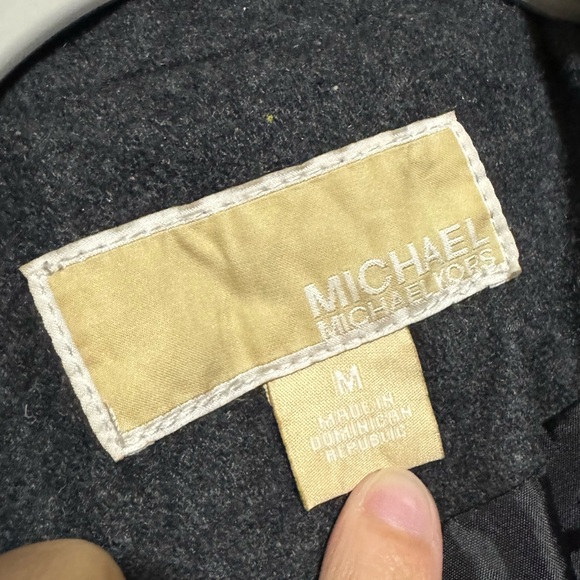 MICHAEL
MICHAEL KORS
M
MADE IN
DOMINICAN
REPUBLIC